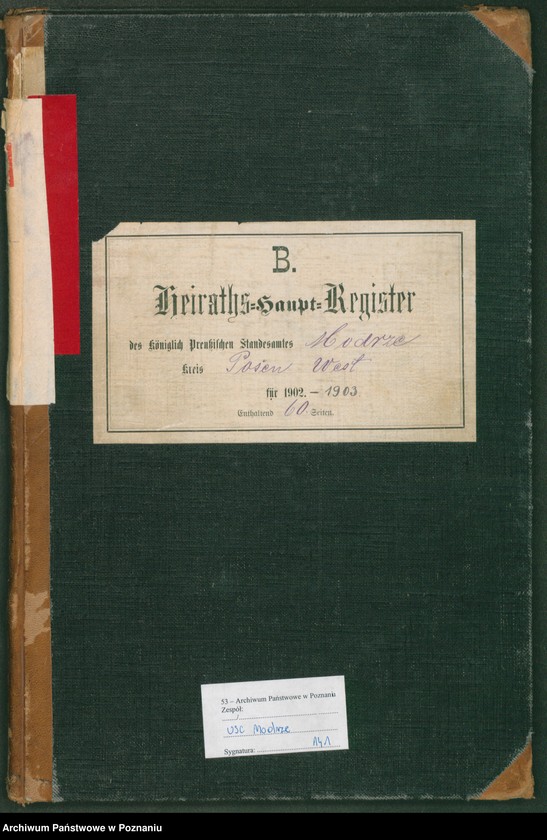 B.
Heiraths-Haupt-Register
des Königlich Preußischen Standesamtes Modrze
Kreis Posen West
für 1902. – 1903
Enthaltend 60 Seiten.
53 – Archiwum Państwowe w Poznaniu
Zespół:
USC Modrze
Sygnatura: 141
Archiwum Państwowe w Poznaniu